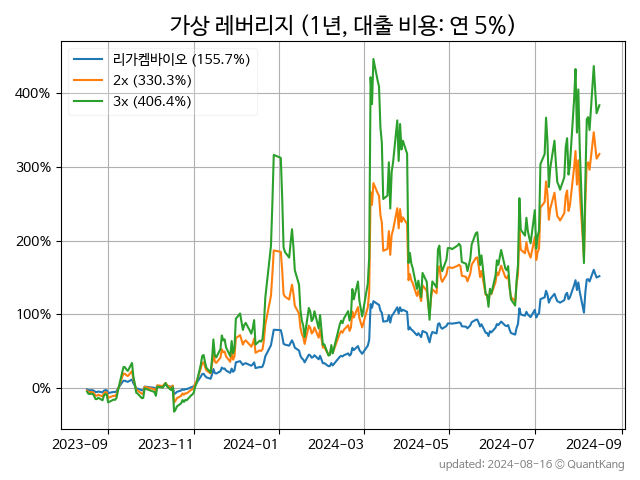 가상 레버리지 (1년, 대출 비용: 연 5%)
리가켐바이오 (155.7%)
2x (330.3%)
3x (406.4%)
400%
300%
200%
100%
0%
2023-09 2023-11 2024-01 2024-03 2024-05 2024-07 2024-09
updated: 2024-08-16 © QuantKang